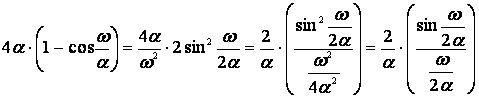 4α·(1 − cos ω/α) = 4α/ω² · 2 sin² ω/2α = 2/α · ( (sin² ω/2α) / (ω²/4α²) ) = 2/α · ( (sin ω/2α) / (ω/2α) )